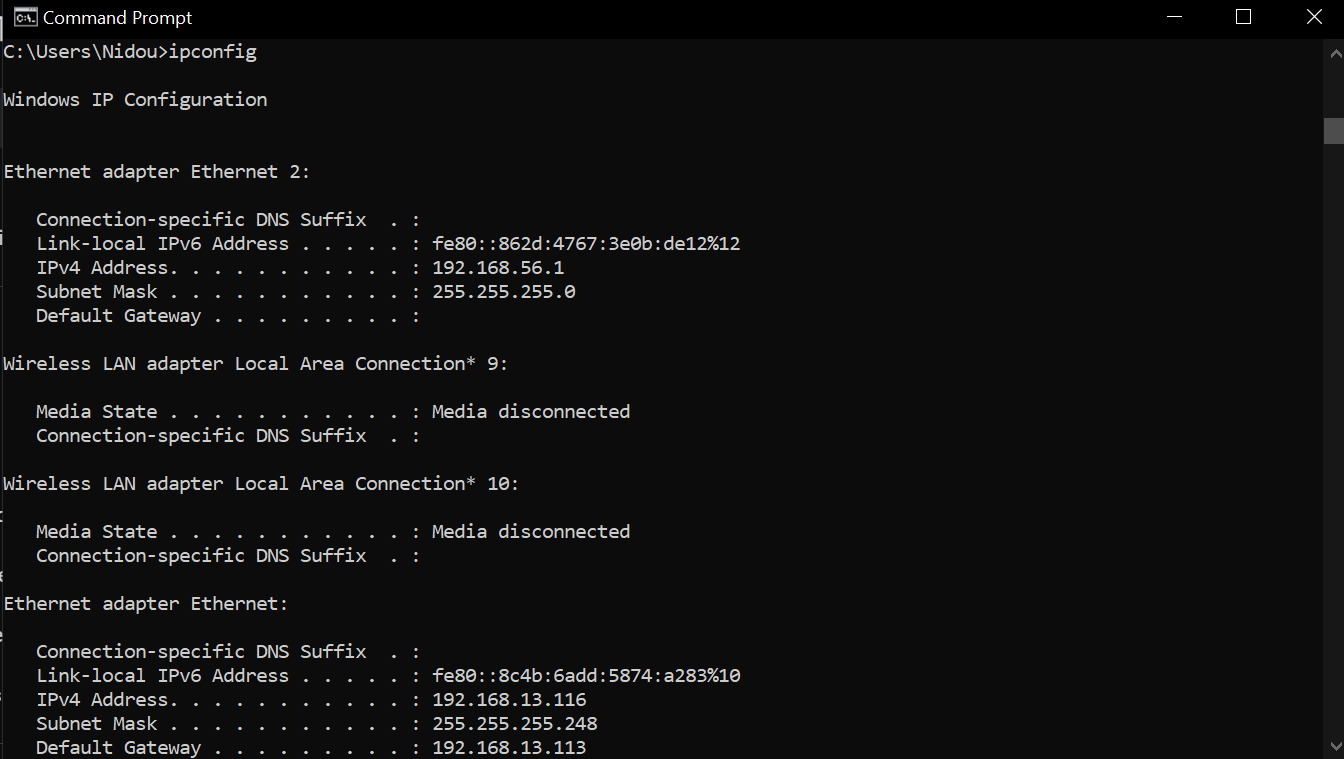 Command Prompt
C:\Users\Nidou>ipconfig
Windows IP Configuration
Ethernet adapter Ethernet 2:
Connection-specific DNS Suffix  . :
Link-local IPv6 Address . . . . . : fe80::862d:4767:3e0b:de12%12
IPv4 Address. . . . . . . . . . . : 192.168.56.1
Subnet Mask . . . . . . . . . . . : 255.255.255.0
Default Gateway . . . . . . . . . :
Wireless LAN adapter Local Area Connection* 9:
Media State . . . . . . . . . . . : Media disconnected
Connection-specific DNS Suffix  . :
Wireless LAN adapter Local Area Connection* 10:
Media State . . . . . . . . . . . : Media disconnected
Connection-specific DNS Suffix  . :
Ethernet adapter Ethernet:
Connection-specific DNS Suffix  . :
Link-local IPv6 Address . . . . . : fe80::8c4b:6add:5874:a283%10
IPv4 Address. . . . . . . . . . . : 192.168.13.116
Subnet Mask . . . . . . . . . . . : 255.255.255.248
Default Gateway . . . . . . . . . : 192.168.13.113